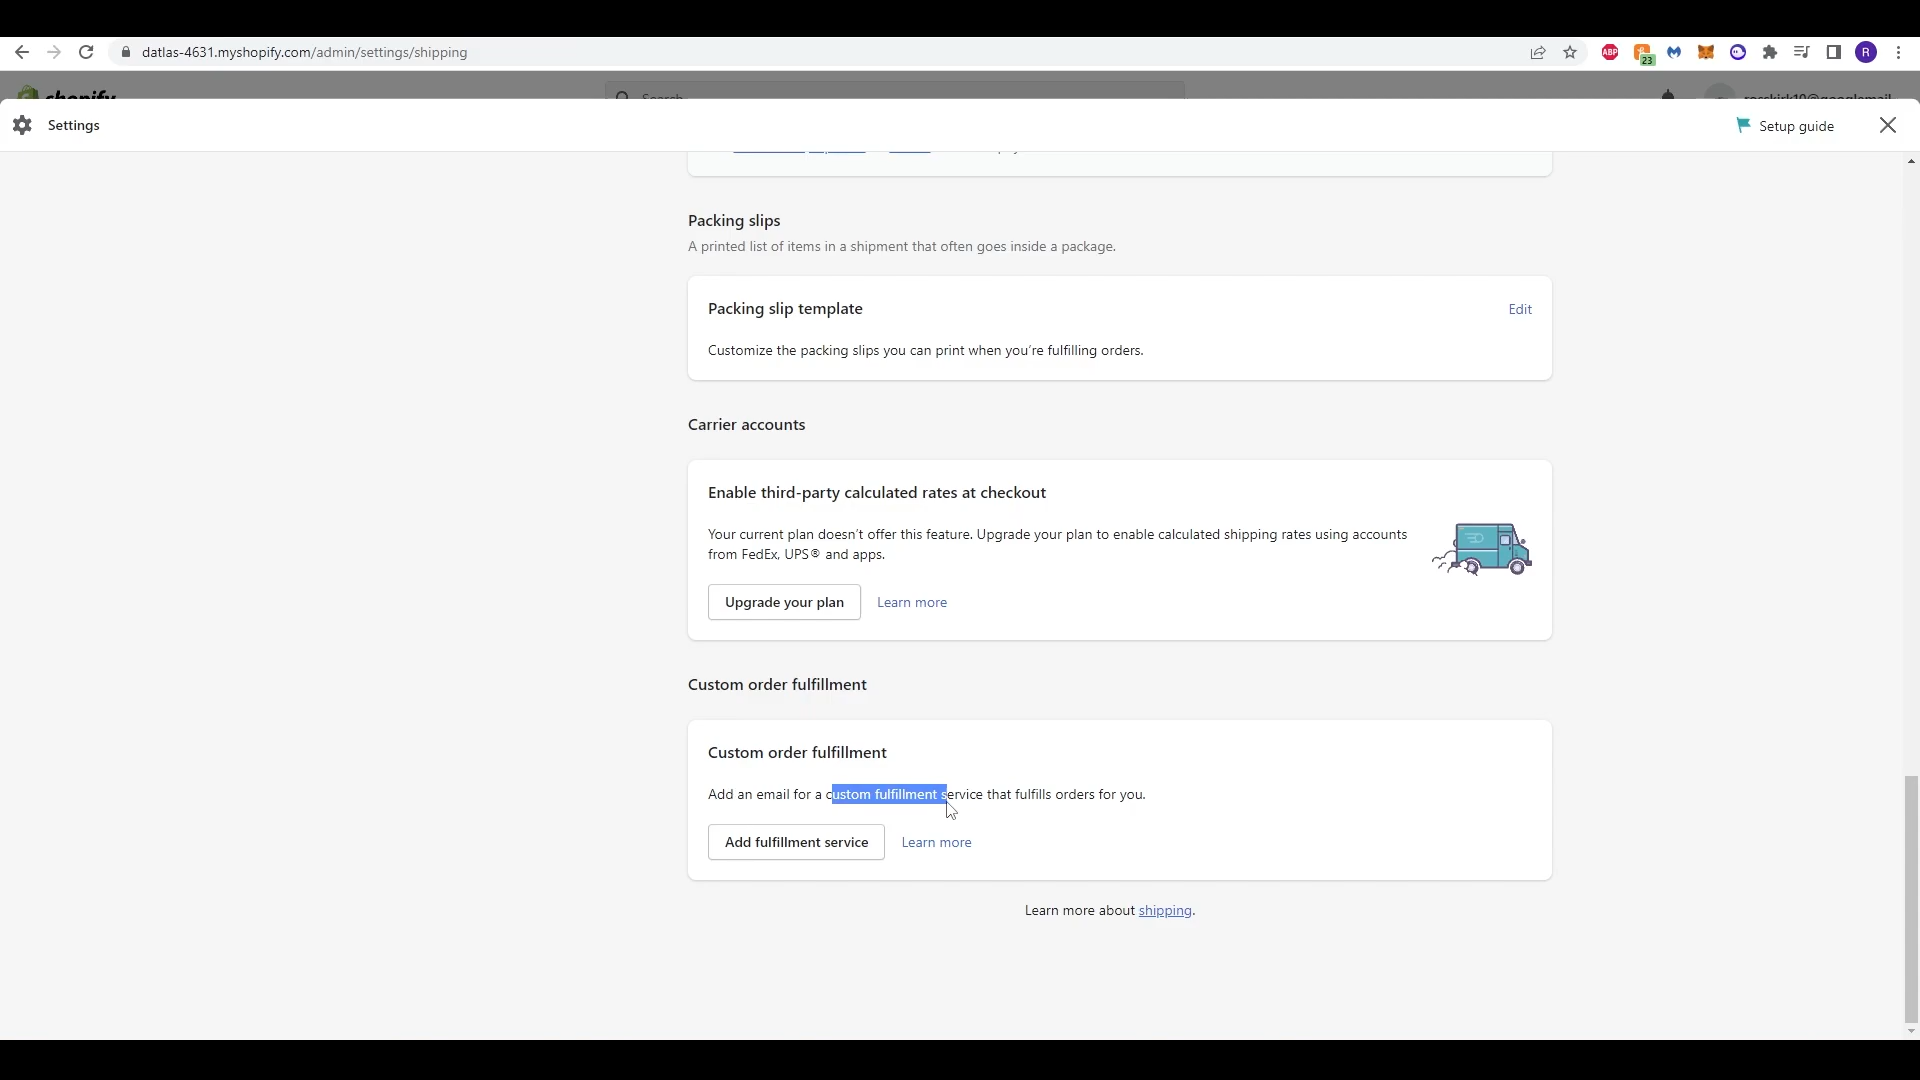 datlas-4631.myshopify.com/admin/settings/shipping
ABP
23
R
shopify
Search
Settings
Setup guide
Packing slips
A printed list of items in a shipment that often goes inside a package.
Packing slip template
Edit
Customize the packing slips you can print when you're fulfilling orders.
Carrier accounts
Enable third-party calculated rates at checkout
Your current plan doesn't offer this feature. Upgrade your plan to enable calculated shipping rates using accounts
from FedEx, UPS® and apps.
Upgrade your plan
Learn more
Custom order fulfillment
Custom order fulfillment
Add an email for a custom fulfillment service that fulfills orders for you.
Add fulfillment service
Learn more
Learn more about shipping.